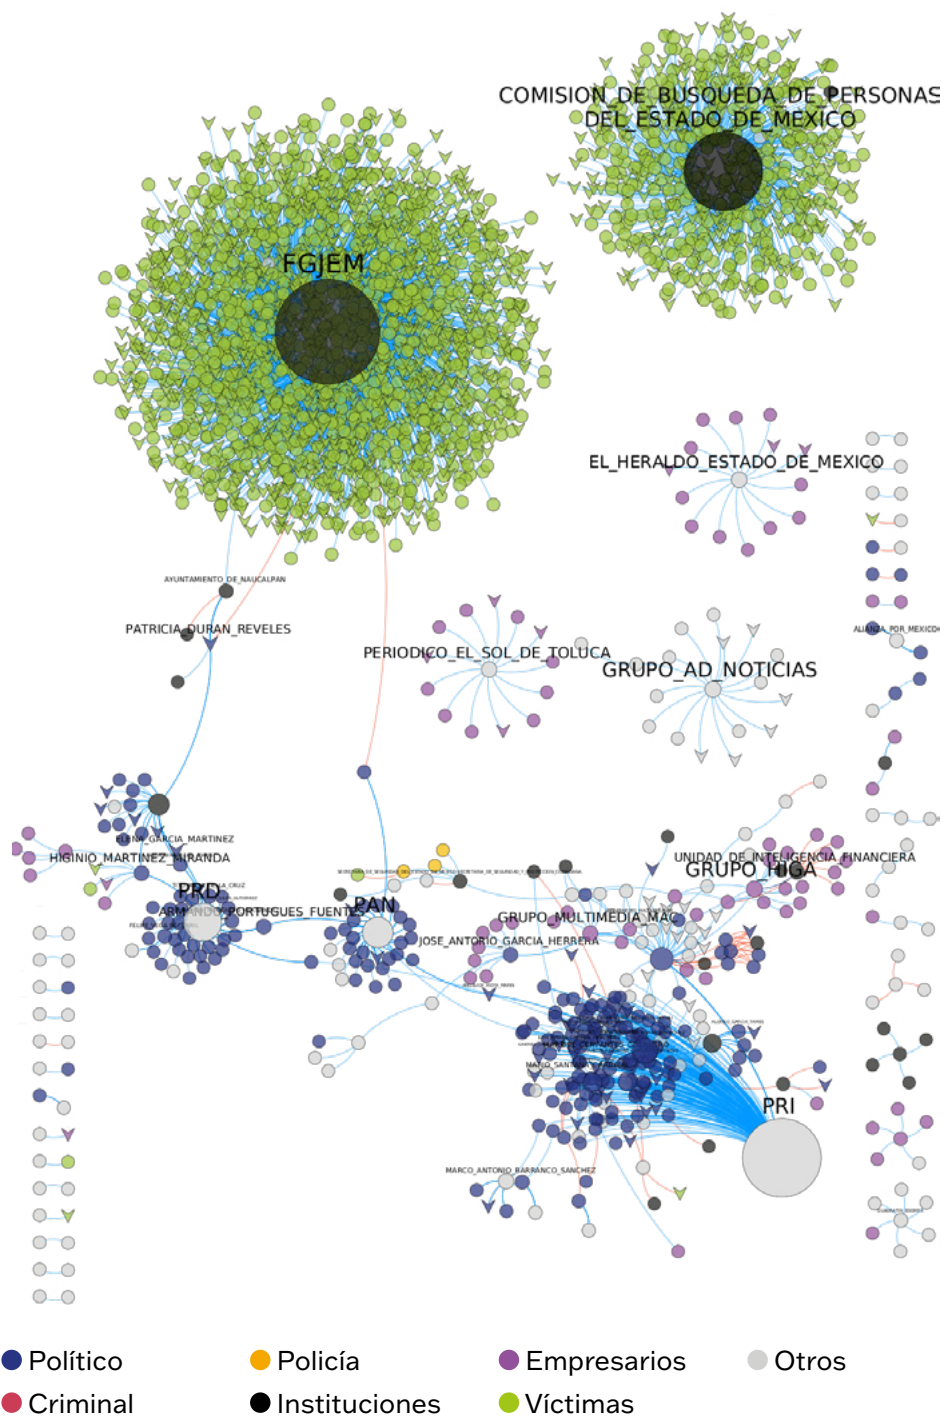 COMISION_DE_BUSQUEDA_DE_PERSONAS
DEL_ESTADO_DE_MEXICO
FGJEM
EL_HERALDO_ESTADO_DE_MEXICO
AYUNTAMIENTO_DE_NAUCALPAN
PATRICIA_DURAN_REVELES
ALIANZA_POR_MEXICO
PERIODICO_EL_SOL_DE_TOLUCA
GRUPO_AD_NOTICIAS
ELENA_GARCIA_MARTINEZ
HIGINIO_MARTINEZ_MIRANDA
UNIDAD_DE_INTELIGENCIA_FINANCIERA
GRUPO_HIGA
PRD
PAN
ARMANDO_PORTUGUES_FUENTES
GRUPO_MULTIMEDIA_MAC
JOSE_ANTORIO_GARCIA_HERRERA
PRI
MARCO_ANTONIO_BARRANCO_SANCHEZ
Político
Policía
Empresarios
Otros
Criminal
Instituciones
Víctimas